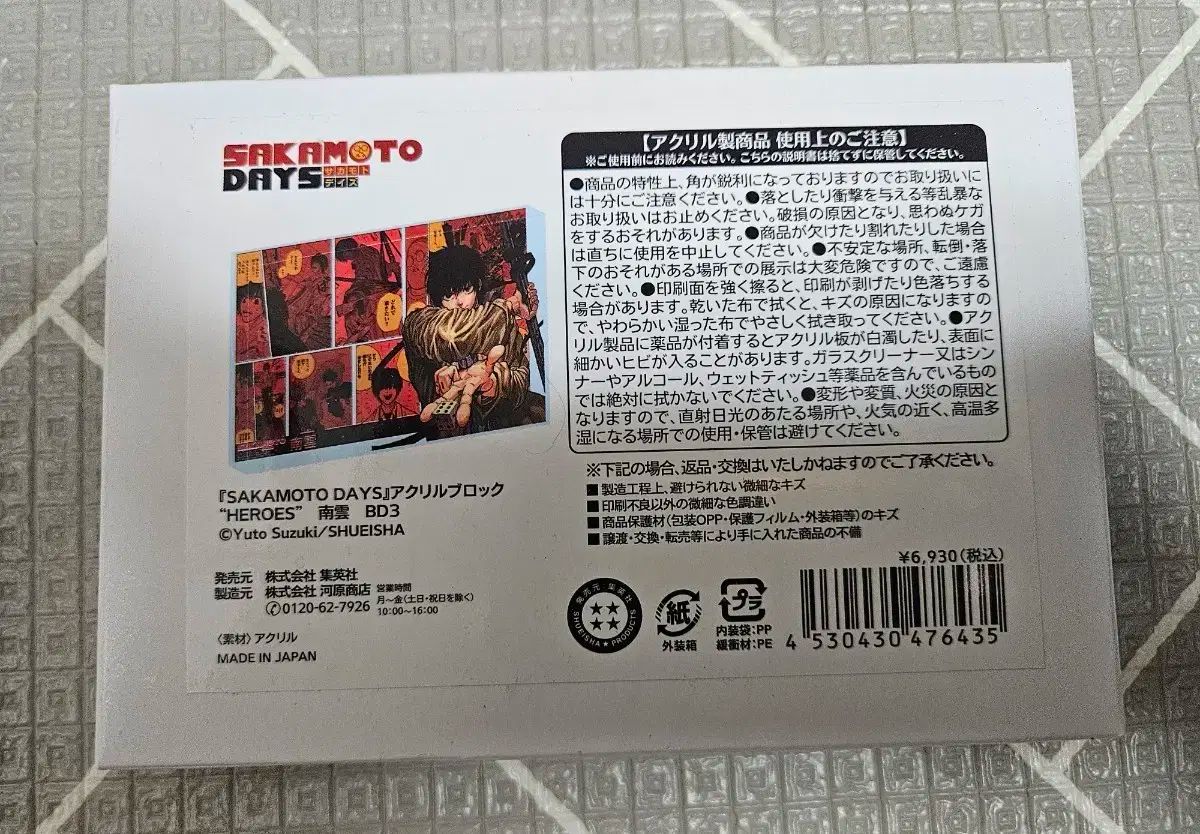 SAKAMOTO
DAYS サカモト
デイズ
『SAKAMOTO DAYS』アクリルブロック
“HEROES” 南雲 BD3
©Yuto Suzuki/SHUEISHA
発売元 株式会社 集英社
製造元 株式会社 河原商店 営業時間
0120-62-7926 月~金(土日・祝日を除く)
10:00~16:00
〈素材〉アクリル
MADE IN JAPAN
【アクリル製商品 使用上のご注意】
※ご使用前にお読みください。こちらの説明書は捨てずに保管してください。
●商品の特性上、角が鋭利になっておりますのでお取り扱いに
は十分にご注意ください。●落としたり衝撃を与える等乱暴な
お取り扱いはお止めください。破損の原因となり、思わぬケガ
をするおそれがあります。●商品が欠けたり割れたりした場合
は直ちに使用を中止してください。●不安定な場所、転倒・落
下のおそれがある場所での展示は大変危険ですので、ご遠慮
ください。●印刷面を強く擦ると、印刷が剥げたり色落ちする
場合があります。乾いた布で拭くと、キズの原因になりますの
で、やわらかい湿った布でやさしく拭き取ってください。●アク
リル製品に薬品が付着するとアクリル板が白濁したり、表面に
細かいヒビが入ることがあります。ガラスクリーナー又はシン
ナーやアルコール、ウェットティッシュ等薬品を含んでいるもの
では絶対に拭かないでください。●変形や変質、火災の原因と
なりますので、直射日光のあたる場所や、火気の近く、高温多
湿になる場所での使用・保管は避けてください。
※下記の場合、返品・交換はいたしかねますのでご了承ください。
■製造工程上、避けられない微細なキズ
■印刷不良以外の微細な色調違い
■商品保護材(包装OPP・保護フィルム・外装箱等)のキズ
■譲渡・交換・転売等により手に入れた商品の不備
¥6,930(税込)
発売元:集英社
SHUEISHA★PRODUCTS
紙
外装箱
プラ
内装袋:PP
緩衝材:PE
4 530430 476435